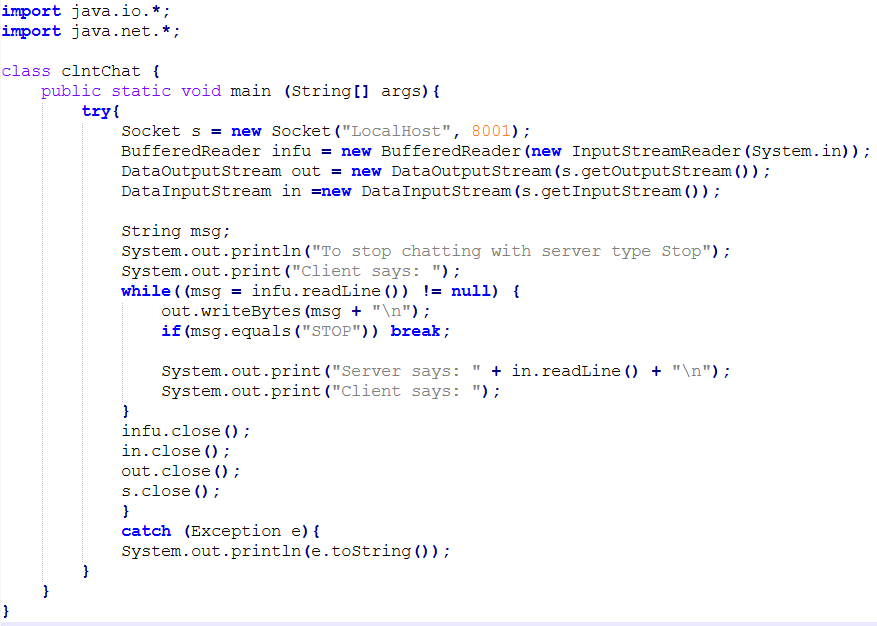 import java.io.*;
import java.net.*;

class clntChat {
    public static void main (String[] args){
        try{
            Socket s = new Socket("LocalHost", 8001);
            BufferedReader infu = new BufferedReader(new InputStreamReader(System.in));
            DataOutputStream out = new DataOutputStream(s.getOutputStream());
            DataInputStream in =new DataInputStream(s.getInputStream());

            String msg;
            System.out.println("To stop chatting with server type Stop");
            System.out.print("Client says: ");
            while((msg = infu.readLine()) != null) {
                out.writeBytes(msg + "\n");
                if(msg.equals("STOP")) break;

                System.out.print("Server says: " + in.readLine() + "\n");
                System.out.print("Client says: ");
            }
            infu.close();
            in.close();
            out.close();
            s.close();
            }
            catch (Exception e){
            System.out.println(e.toString());
        }
    }
}